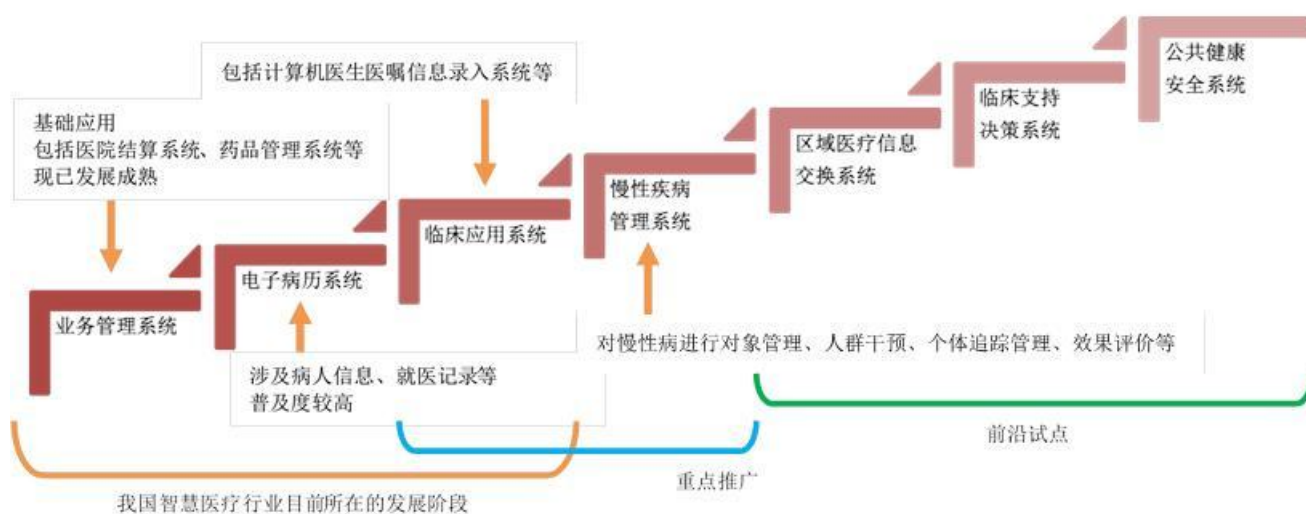 包括计算机医生医嘱信息录入系统等
基础应用
包括医院结算系统、药品管理系统等
现已发展成熟
公共健康
安全系统
临床支持
决策系统
区域医疗信息
交换系统
慢性疾病
管理系统
临床应用系统
电子病历系统
业务管理系统
对慢性病进行对象管理、人群干预、个体追踪管理、效果评价等
涉及病人信息、就医记录等
普及度较高
前沿试点
重点推广
我国智慧医疗行业目前所在的发展阶段